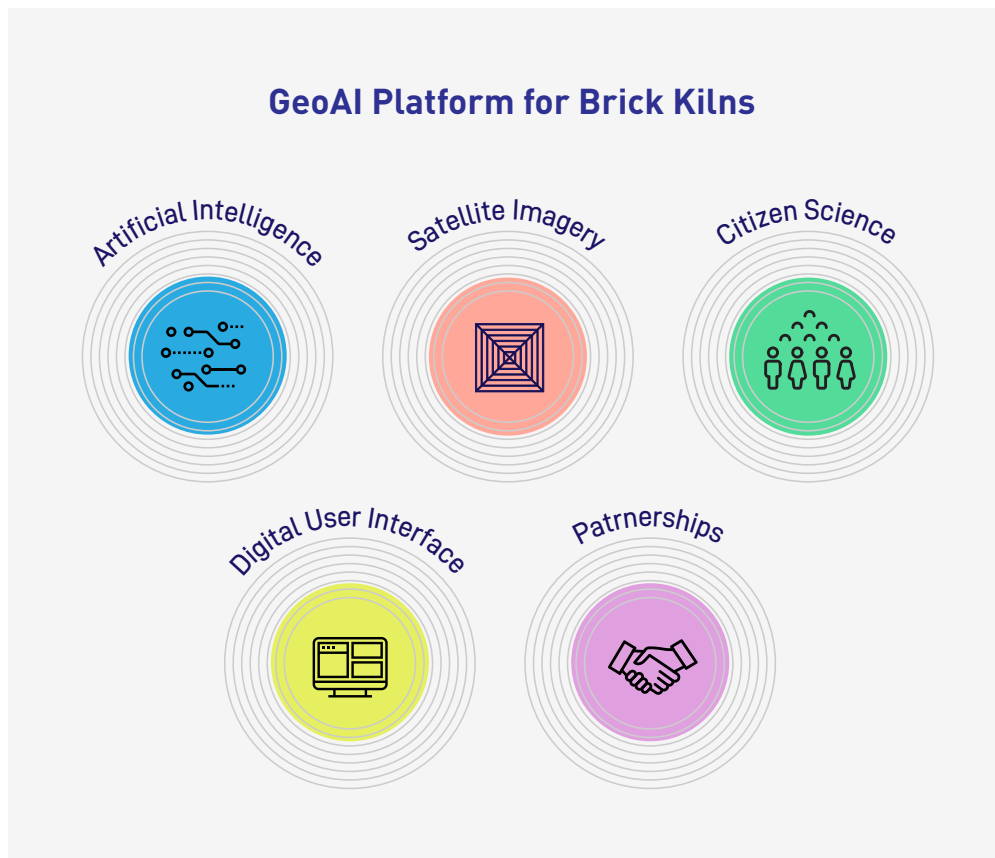 GeoAI Platform for Brick Kilns
Artificial Intelligence
Satellite Imagery
Citizen Science
Digital User Interface
Patrnerships